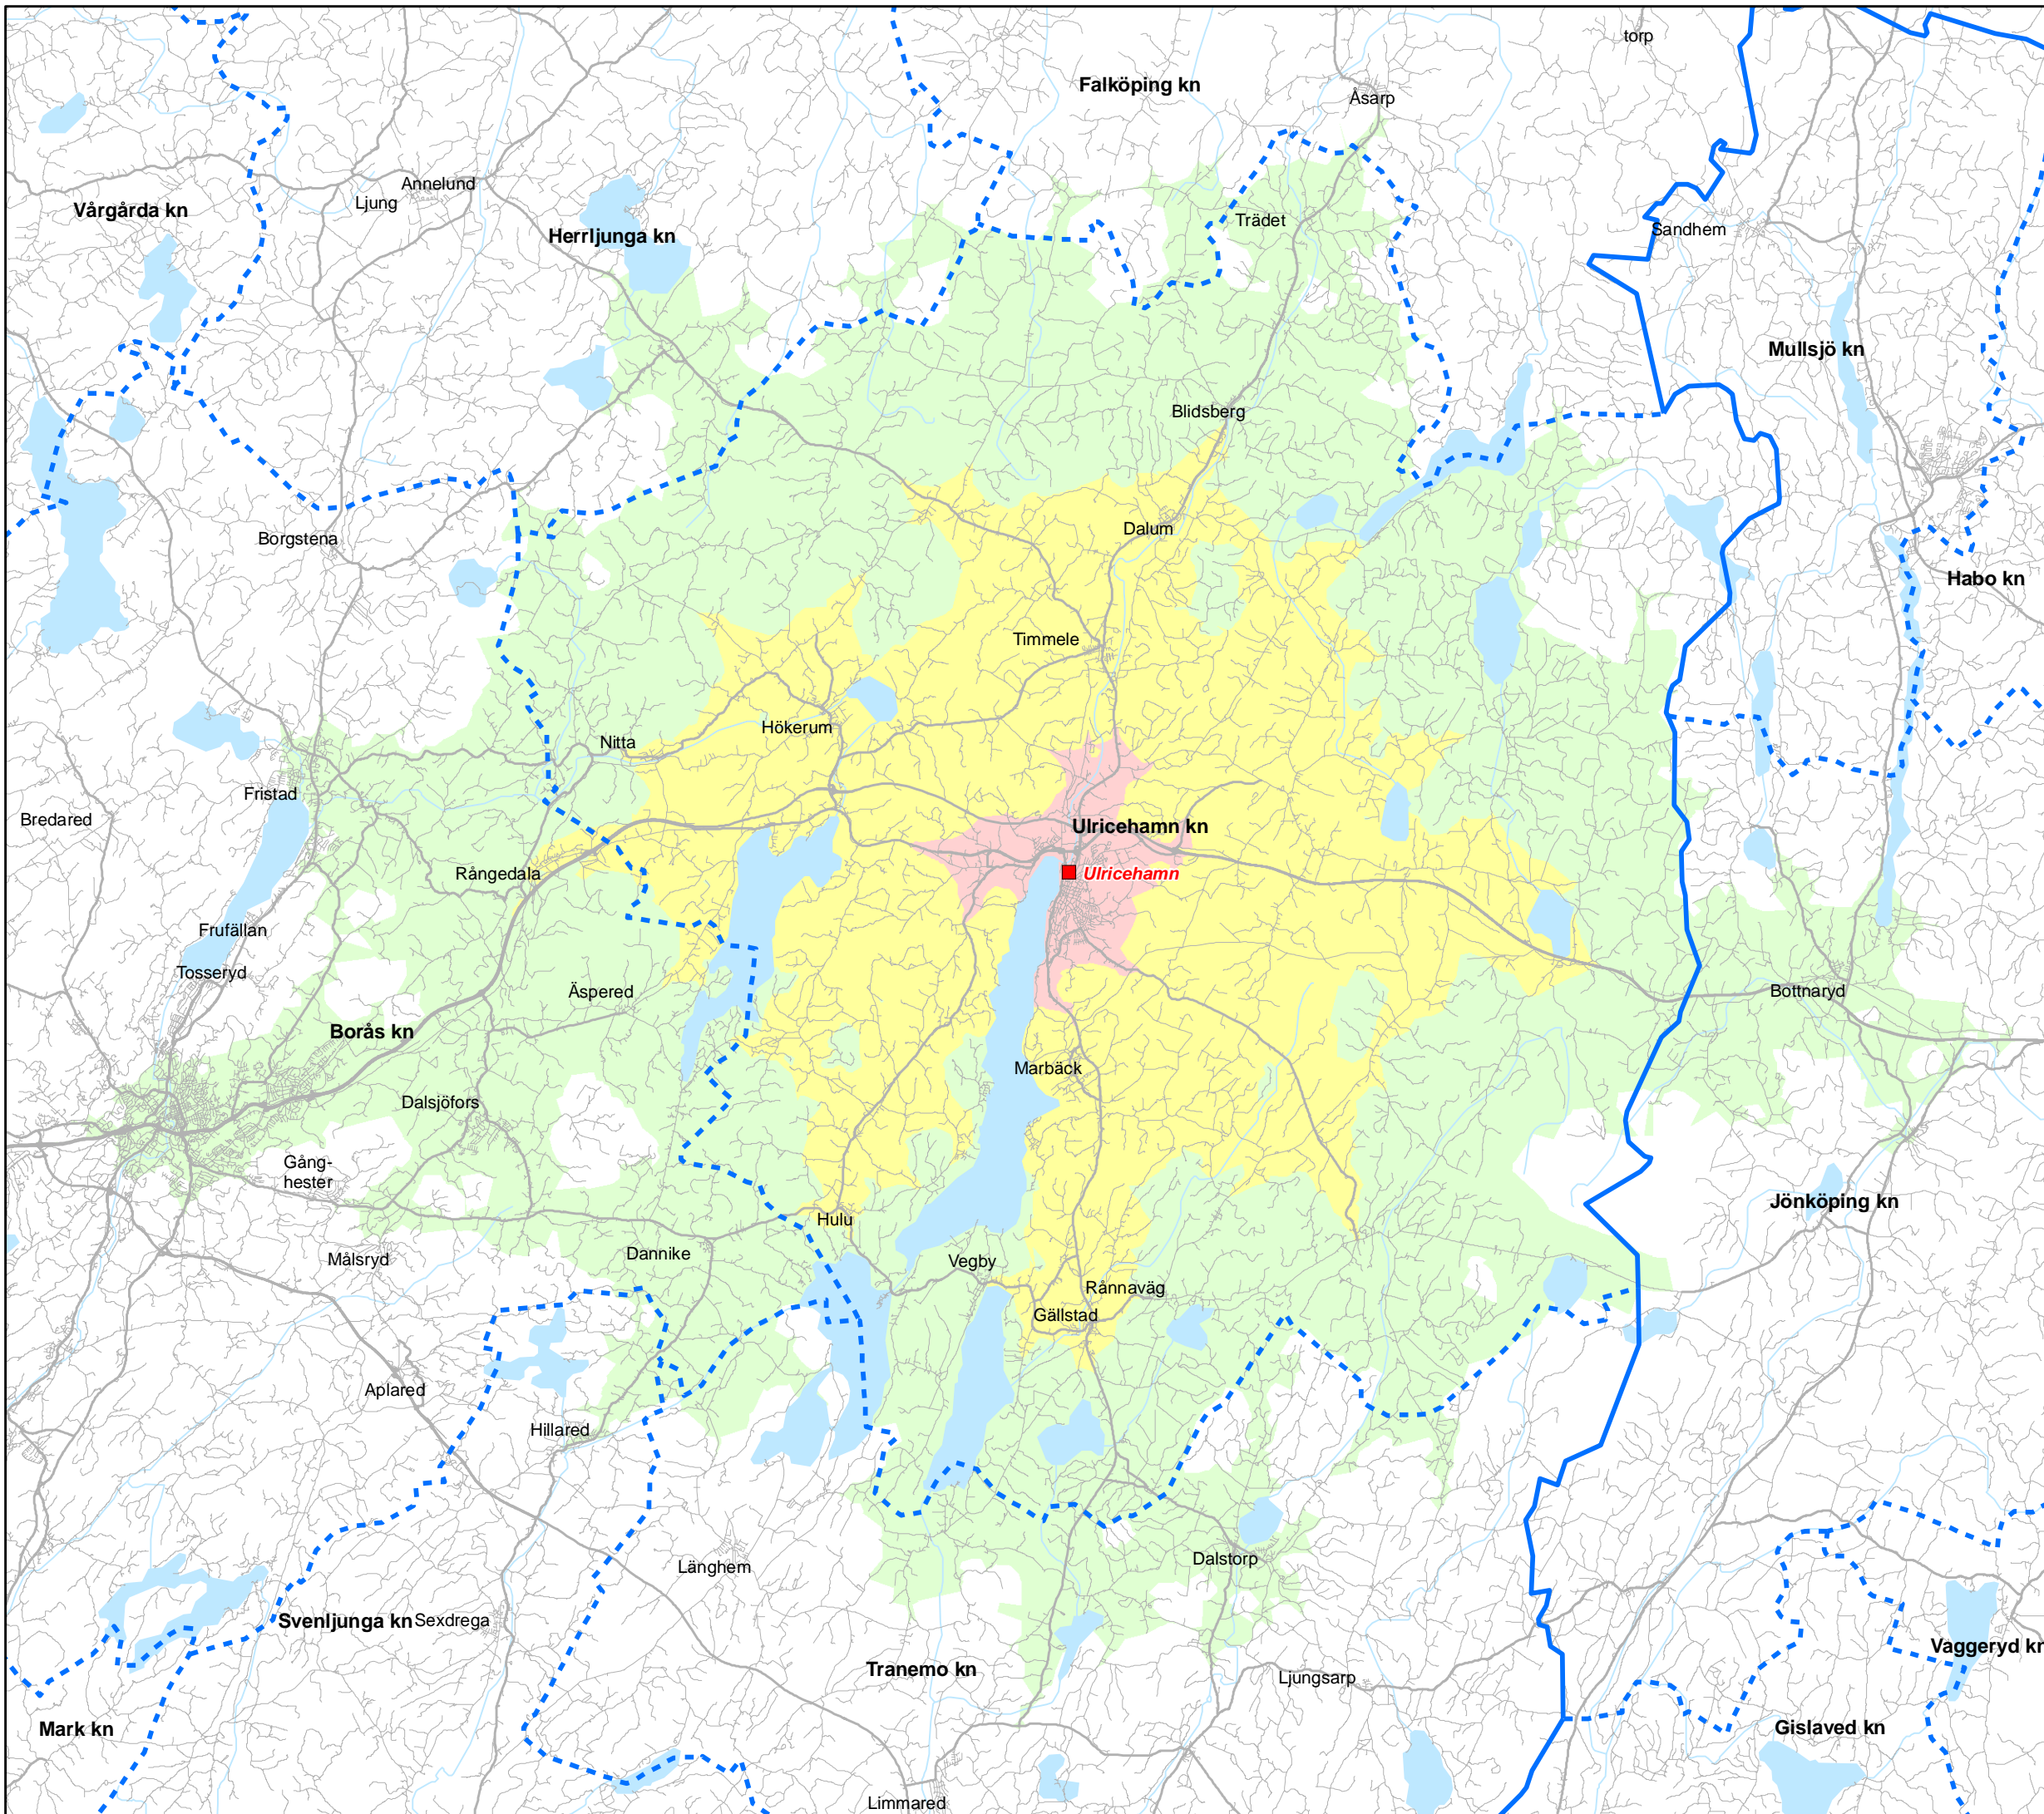 torp
Falköping kn
Åsarp
Annelund
Ljung
Vårgårda kn
Herrljunga kn
Trädet
Sandhem
Mullsjö kn
Blidsberg
Dalum
Borgstena
Habo kn
Timmele
Hökerum
Nitta
Fristad
Bredared
Ulricehamn kn
Ulricehamn
Rångedala
Frufällan
Tosseryd
Äspered
Bottnaryd
Borås kn
Marbäck
Dalsjöfors
Gång-
hester
Jönköping kn
Hulu
Dannike
Målsryd
Vegby
Rånnaväg
Gällstad
Aplared
Hillared
Dalstorp
Länghem
Svenljunga kn
Sexdrega
Vaggeryd kn
Tranemo kn
Ljungsarp
Mark kn
Gislaved kn
Limmared